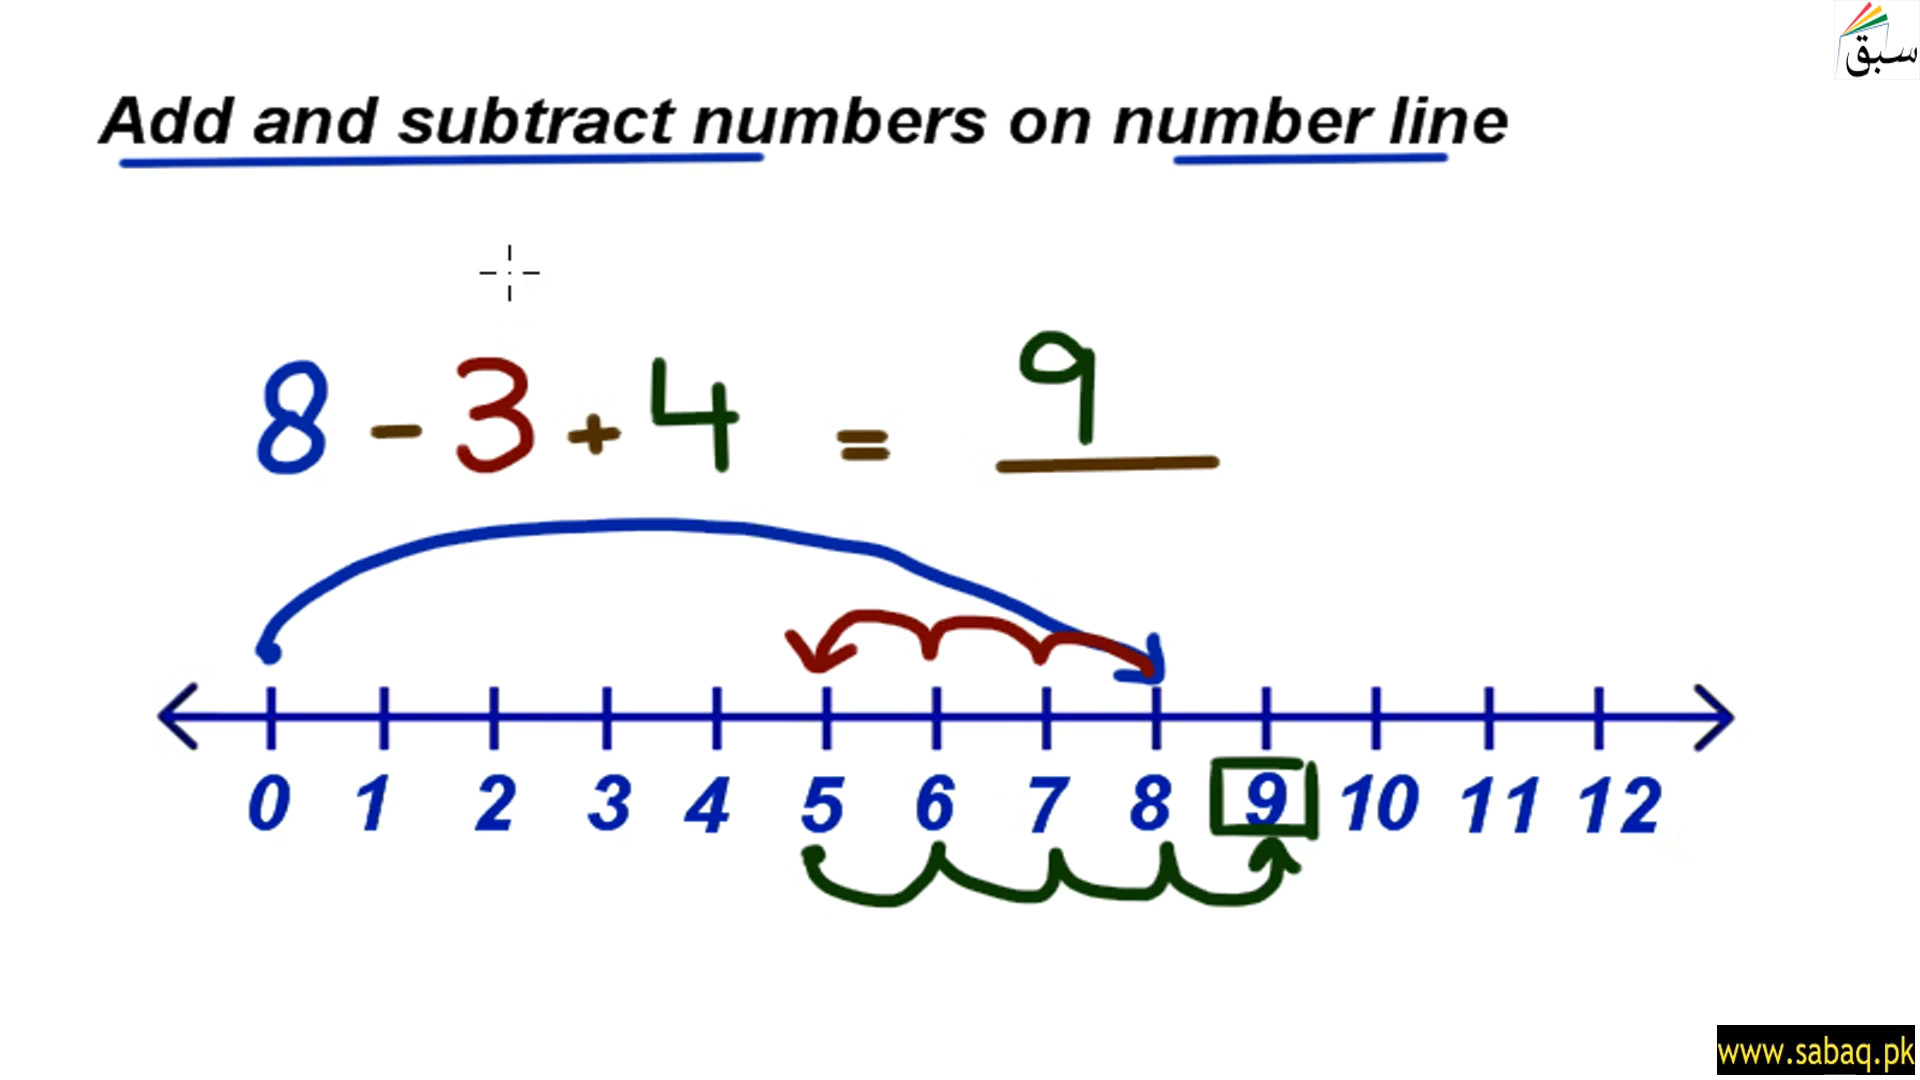 سبق
Add and subtract numbers on number line
8 - 3 + 4 = 9
0 1 2 3 4 5 6 7 8 9 10 11 12
www.sabaq.pk